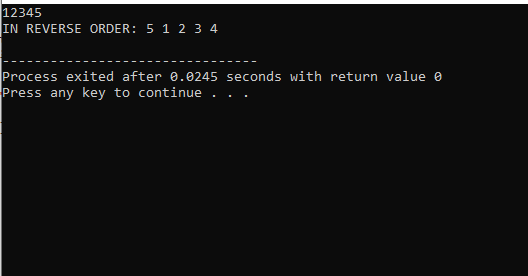 12345
IN REVERSE ORDER: 5 1 2 3 4
--------------------------------
Process exited after 0.0245 seconds with return value 0
Press any key to continue . . .